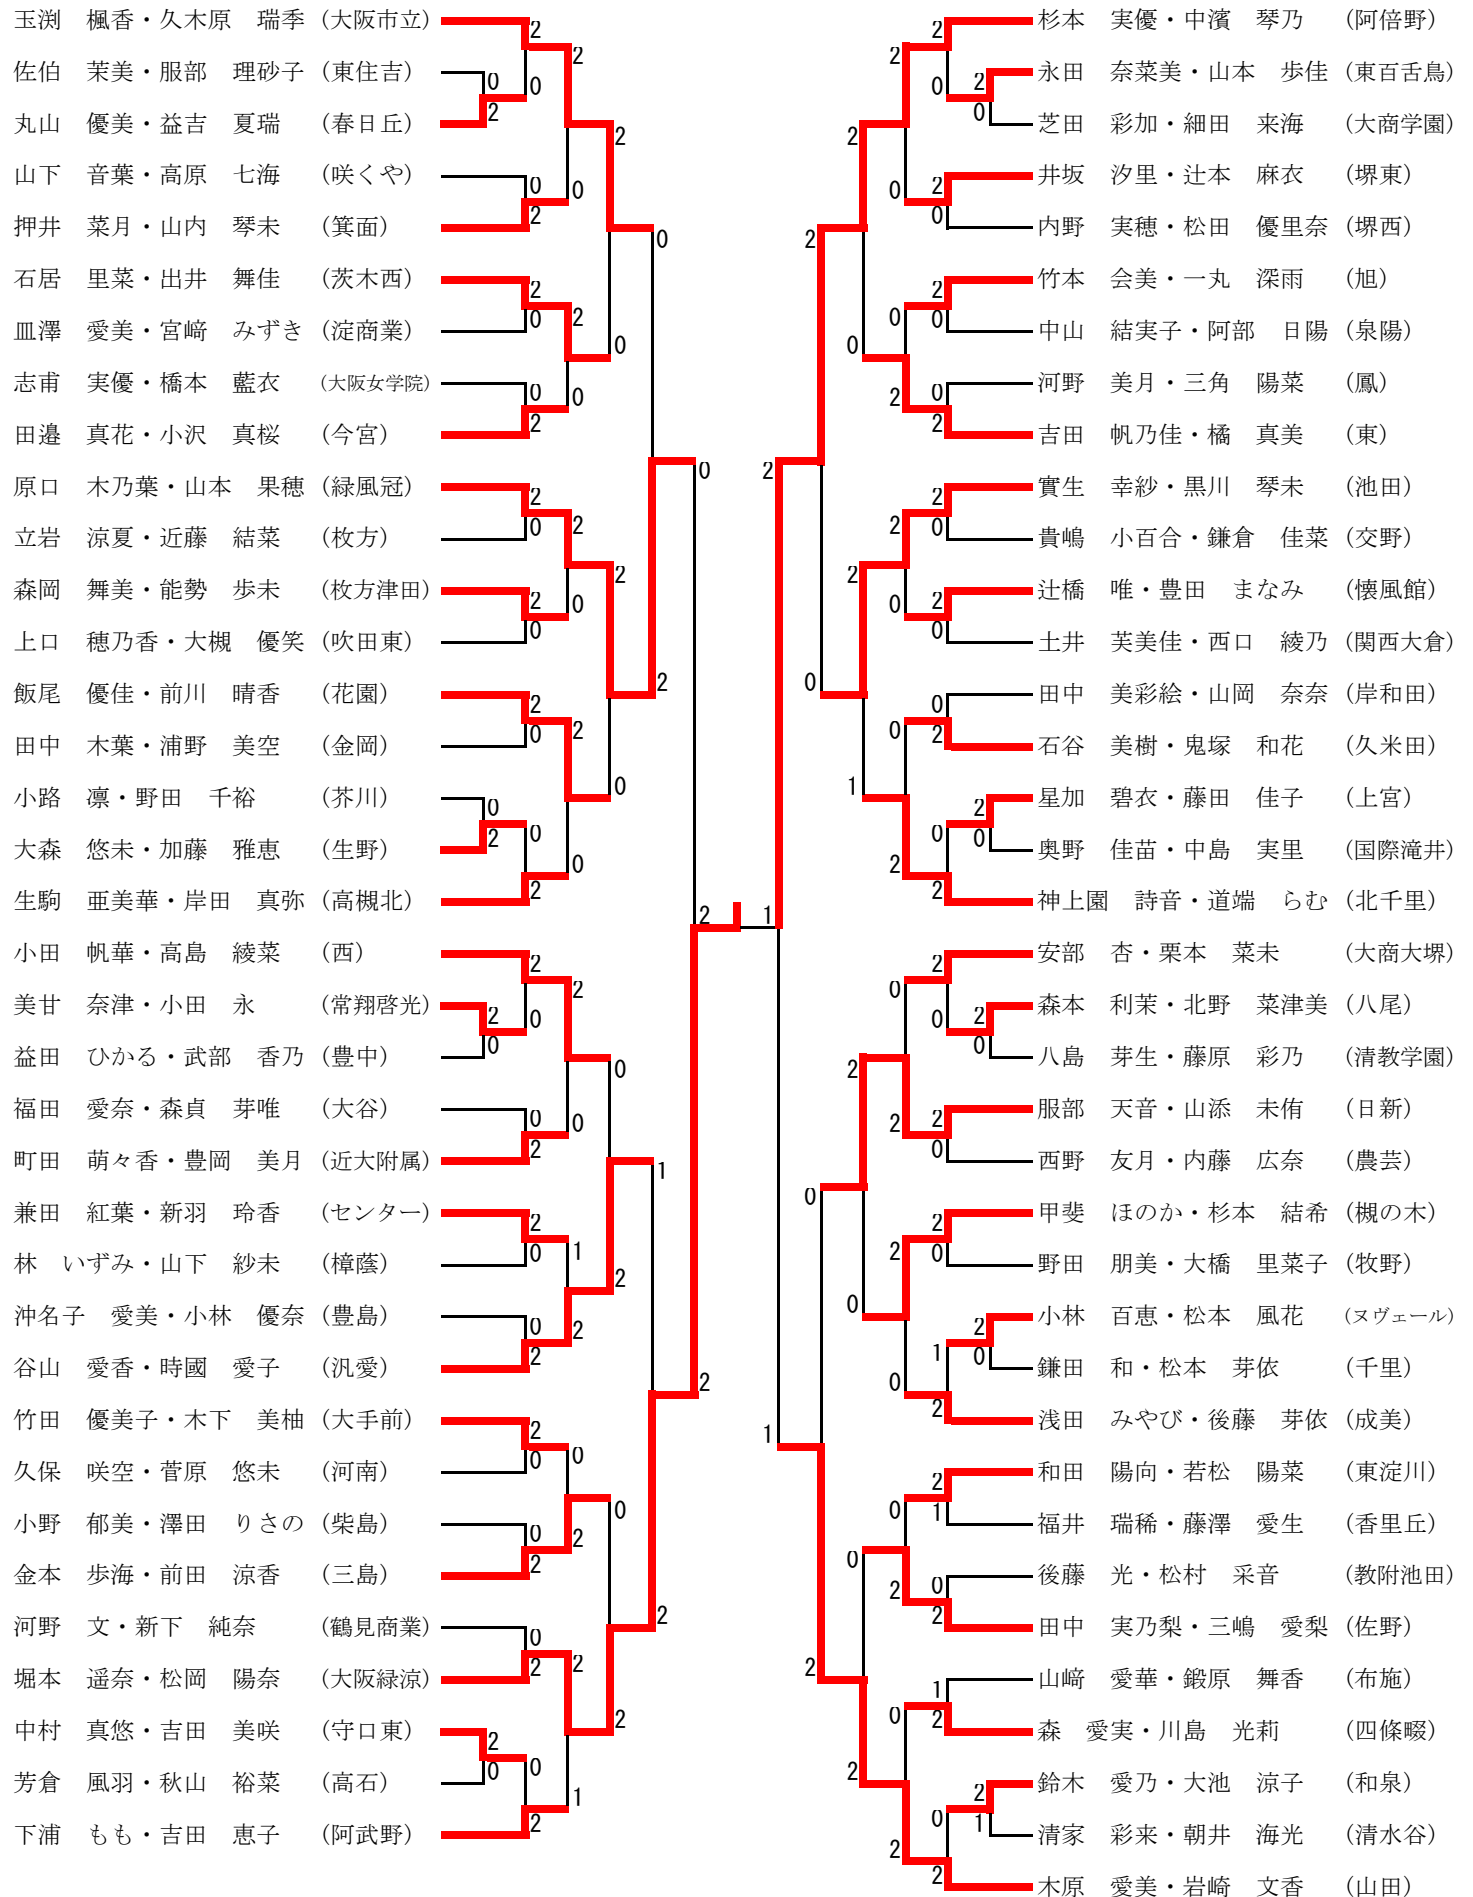 玉渕　楓香・久木原　瑞季 (大阪市立)
佐伯　茉美・服部　理砂子 (東住吉)
丸山　優美・益吉　夏瑞 (春日丘)
山下　音葉・高原　七海 (咲くや)
押井　菜月・山内　琴未 (箕面)
石居　里菜・出井　舞佳 (茨木西)
皿澤　愛美・宮﨑　みずき (淀商業)
志甫　実優・橋本　藍衣 (大阪女学院)
田邉　真花・小沢　真桜 (今宮)
原口　木乃葉・山本　果穂 (緑風冠)
立岩　涼夏・近藤　結菜 (枚方)
森岡　舞美・能勢　歩未 (枚方津田)
上口　穂乃香・大槻　優笑 (吹田東)
飯尾　優佳・前川　晴香 (花園)
田中　木葉・浦野　美空 (金岡)
小路　凛・野田　千裕 (芥川)
大森　悠未・加藤　雅恵 (生野)
生駒　亜美華・岸田　真弥 (高槻北)
小田　帆華・高島　綾菜 (西)
美甘　奈津・小田　永 (常翔啓光)
益田　ひかる・武部　香乃 (豊中)
福田　愛奈・森貞　芽唯 (大谷)
町田　萌々香・豊岡　美月 (近大附属)
兼田　紅葉・新羽　玲香 (センター)
林　いずみ・山下　紗未 (樟蔭)
沖名子　愛美・小林　優奈 (豊島)
谷山　愛香・時國　愛子 (汎愛)
竹田　優美子・木下　美柚 (大手前)
久保　咲空・菅原　悠未 (河南)
小野　郁美・澤田　りさの (柴島)
金本　歩海・前田　涼香 (三島)
河野　文・新下　純奈 (鶴見商業)
堀本　遥奈・松岡　陽奈 (大阪緑涼)
中村　真悠・吉田　美咲 (守口東)
芳倉　風羽・秋山　裕菜 (高石)
下浦　もも・吉田　恵子 (阿武野)
杉本　実優・中濱　琴乃 (阿倍野)
永田　奈菜美・山本　歩佳 (東百舌鳥)
芝田　彩加・細田　来海 (大商学園)
井坂　汐里・辻本　麻衣 (堺東)
内野　実穂・松田　優里奈 (堺西)
竹本　会美・一丸　深雨 (旭)
中山　結実子・阿部　日陽 (泉陽)
河野　美月・三角　陽菜 (鳳)
吉田　帆乃佳・橘　真美 (東)
實生　幸紗・黒川　琴未 (池田)
貴嶋　小百合・鎌倉　佳菜 (交野)
辻橋　唯・豊田　まなみ (懐風館)
土井　芙美佳・西口　綾乃 (関西大倉)
田中　美彩絵・山岡　奈奈 (岸和田)
石谷　美樹・鬼塚　和花 (久米田)
星加　碧衣・藤田　佳子 (上宮)
奥野　佳苗・中島　実里 (国際滝井)
神上園　詩音・道端　らむ (北千里)
安部　杏・栗本　菜未 (大商大堺)
森本　利茉・北野　菜津美 (八尾)
八島　芽生・藤原　彩乃 (清教学園)
服部　天音・山添　未侑 (日新)
西野　友月・内藤　広奈 (農芸)
甲斐　ほのか・杉本　結希 (槻の木)
野田　朋美・大橋　里菜子 (牧野)
小林　百恵・松本　風花 (ヌヴェール)
鎌田　和・松本　芽依 (千里)
浅田　みやび・後藤　芽依 (成美)
和田　陽向・若松　陽菜 (東淀川)
福井　瑞稀・藤澤　愛生 (香里丘)
後藤　光・松村　采音 (教附池田)
田中　実乃梨・三嶋　愛梨 (佐野)
山﨑　愛華・鍛原　舞香 (布施)
森　愛実・川島　光莉 (四條畷)
鈴木　愛乃・大池　涼子 (和泉)
清家　彩来・朝井　海光 (清水谷)
木原　愛美・岩崎　文香 (山田)